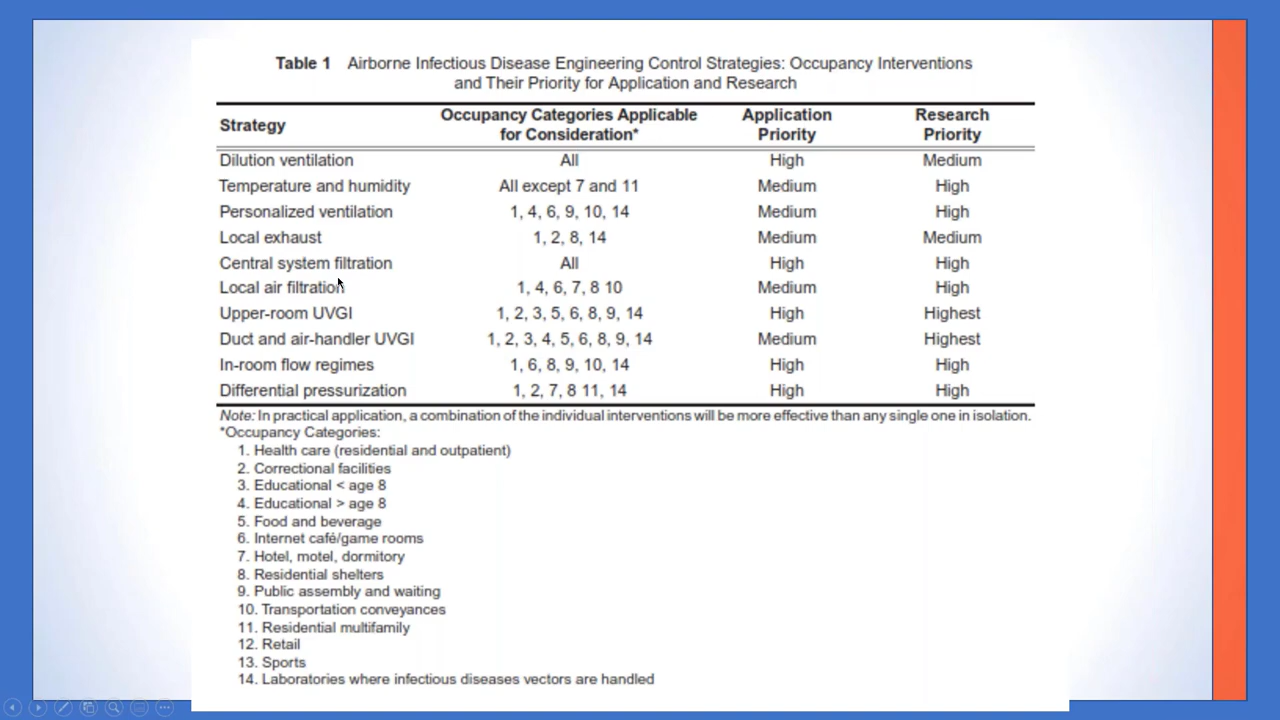 Table 1 Airborne Infectious Disease Engineering Control Strategies: Occupancy Interventions
and Their Priority for Application and Research
Strategy Occupancy Categories Applicable for Consideration* Application Priority Research Priority
Dilution ventilation All High Medium
Temperature and humidity All except 7 and 11 Medium High
Personalized ventilation 1, 4, 6, 9, 10, 14 Medium High
Local exhaust 1, 2, 8, 14 Medium Medium
Central system filtration All High High
Local air filtration 1, 4, 6, 7, 8 10 Medium High
Upper-room UVGI 1, 2, 3, 5, 6, 8, 9, 14 High Highest
Duct and air-handler UVGI 1, 2, 3, 4, 5, 6, 8, 9, 14 Medium Highest
In-room flow regimes 1, 6, 8, 9, 10, 14 High High
Differential pressurization 1, 2, 7, 8 11, 14 High High
Note: In practical application, a combination of the individual interventions will be more effective than any single one in isolation.
*Occupancy Categories:
1. Health care (residential and outpatient)
2. Correctional facilities
3. Educational < age 8
4. Educational > age 8
5. Food and beverage
6. Internet café/game rooms
7. Hotel, motel, dormitory
8. Residential shelters
9. Public assembly and waiting
10. Transportation conveyances
11. Residential multifamily
12. Retail
13. Sports
14. Laboratories where infectious diseases vectors are handled